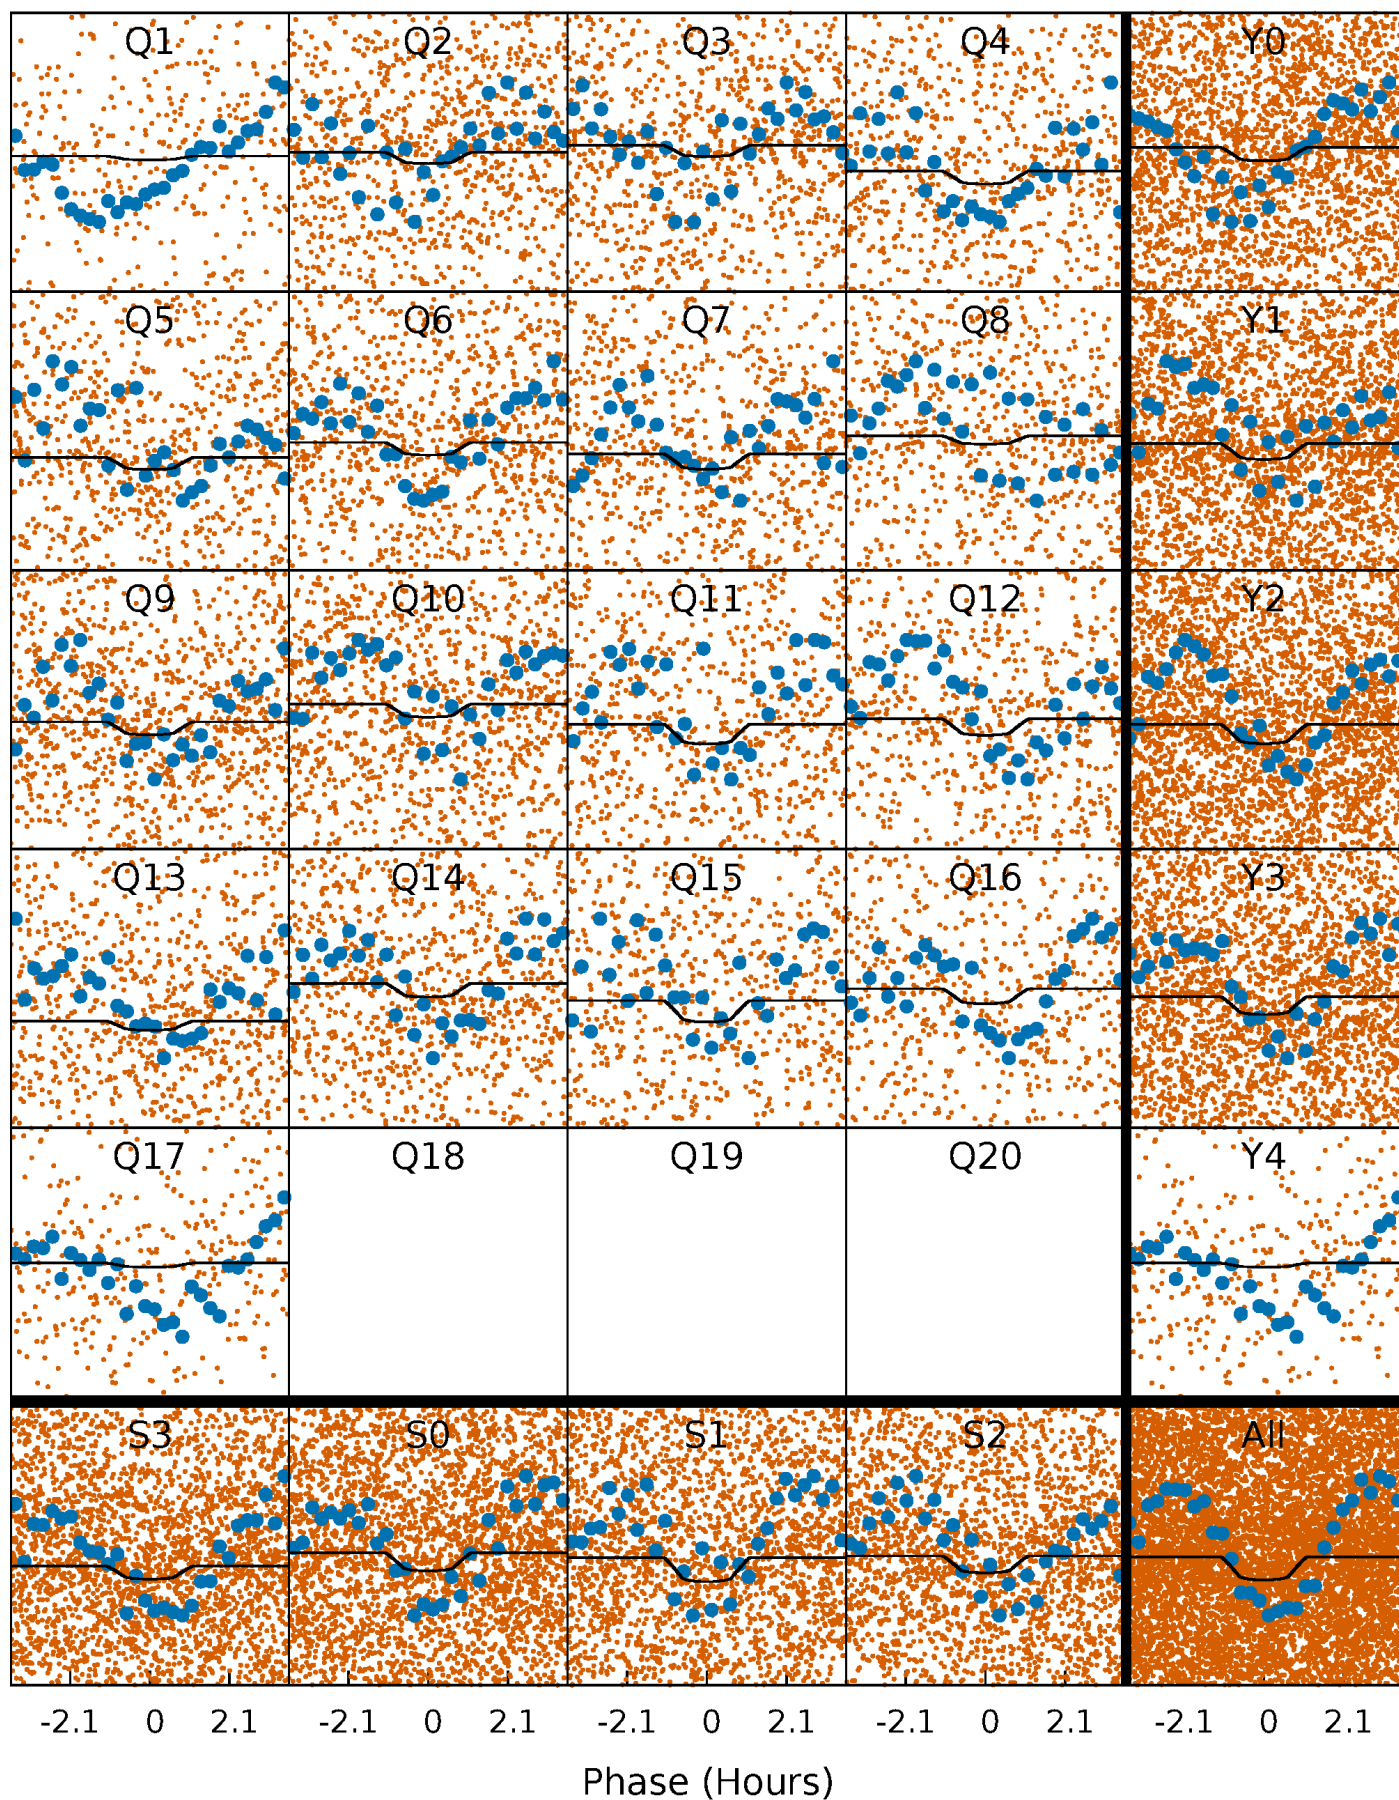 Q1 Q2 Q3 Q4 Y0
Q5 Q6 Q7 Q8 Y1
Q9 Q10 Q11 Q12 Y2
Q13 Q14 Q15 Q16 Y3
Q17 Q18 Q19 Q20 Y4
S3 S0 S1 S2 All
-2.1 0 2.1 -2.1 0 2.1 -2.1 0 2.1 -2.1 0 2.1 -2.1 0 2.1
Phase (Hours)